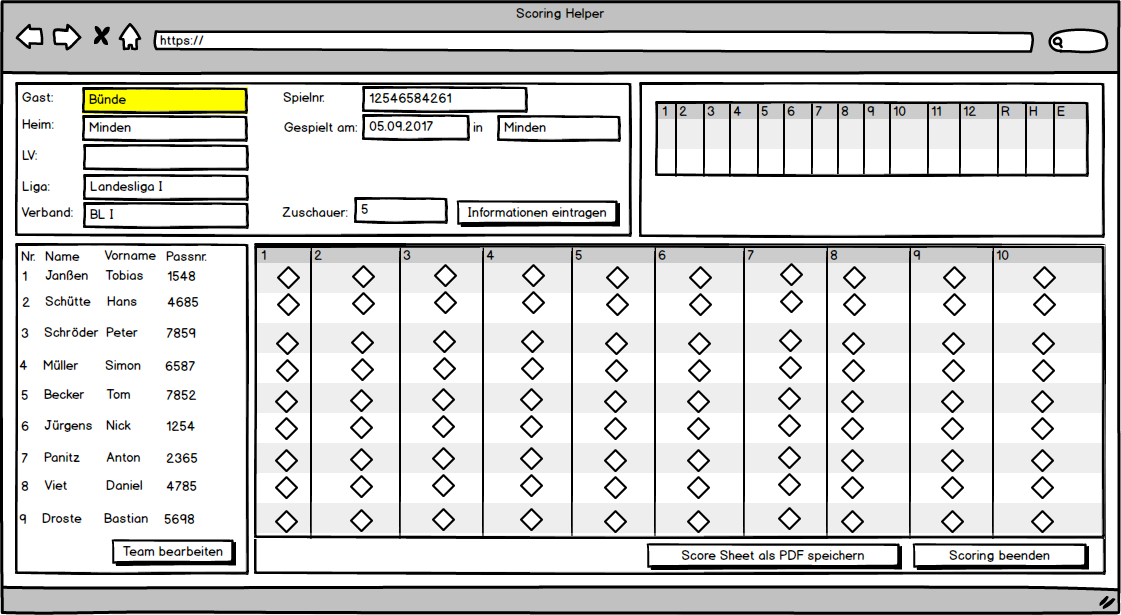 Scoring Helper
https://
Gast: Bünde Spielnr. 12546584261
Heim: Minden Gespielt am: 05.09.2017 in Minden
LV:
Liga: Landesliga I
Verband: BL I Zuschauer: 5 Informationen eintragen
1 2 3 4 5 6 7 8 9 10 11 12 R H E
Nr. Name Vorname Passnr.
1 Janßen Tobias 1548
2 Schütte Hans 4685
3 Schröder Peter 7859
4 Müller Simon 6587
5 Becker Tom 7852
6 Jürgens Nick 1254
7 Panitz Anton 2365
8 Viet Daniel 4785
9 Droste Bastian 5698
Team bearbeiten
1 2 3 4 5 6 7 8 9 10
Score Sheet als PDF speichern Scoring beenden